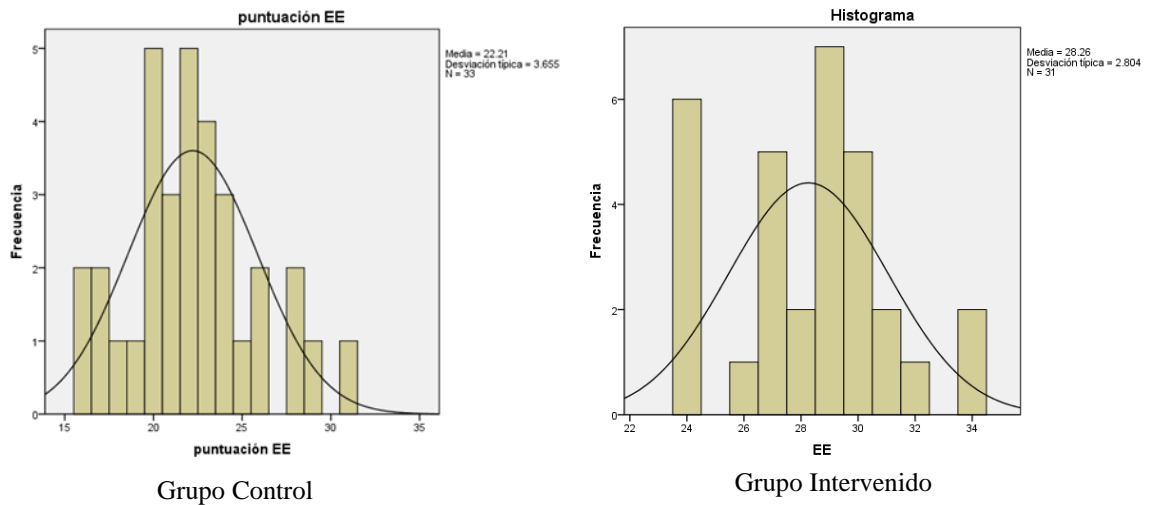 puntuación EE
Media = 22.21
Desviación típica = 3.655
N = 33
Frecuencia
5
4
3
2
1
0
15 20 25 30 35
puntuación EE
Grupo Control
Histograma
Media = 28.26
Desviación típica = 2.804
N = 31
Frecuencia
6
4
2
0
22 24 26 28 30 32 34
EE
Grupo Intervenido